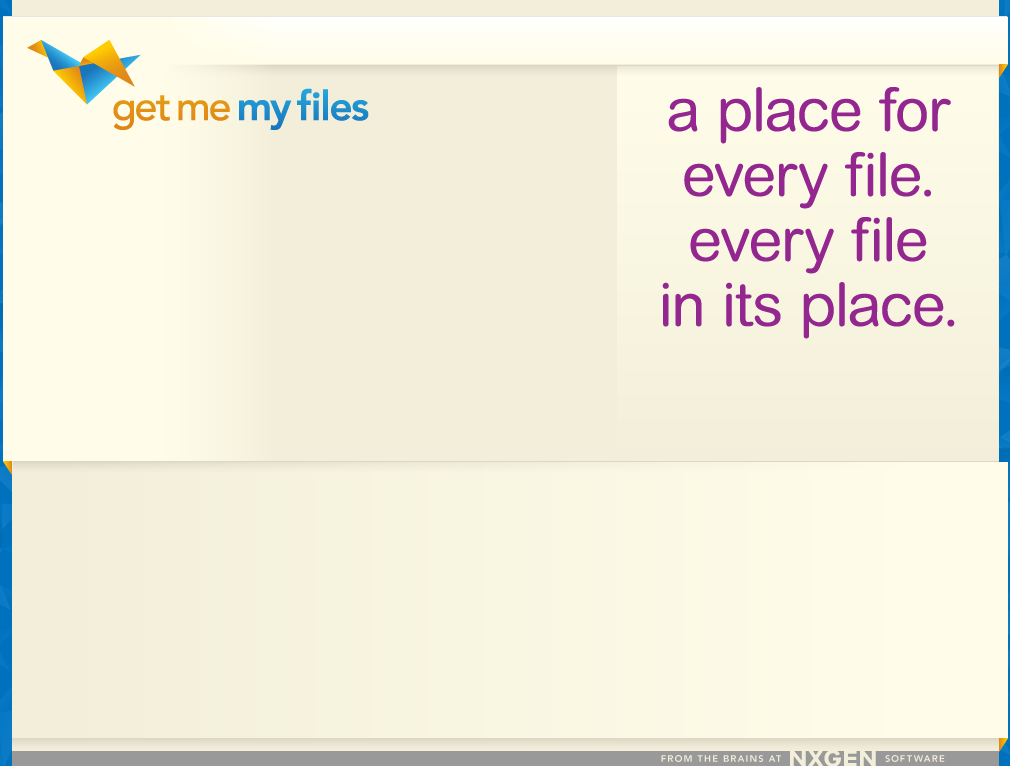 get me my files
a place for
every file.
every file
in its place.
FROM THE BRAINS AT NXGEN SOFTWARE